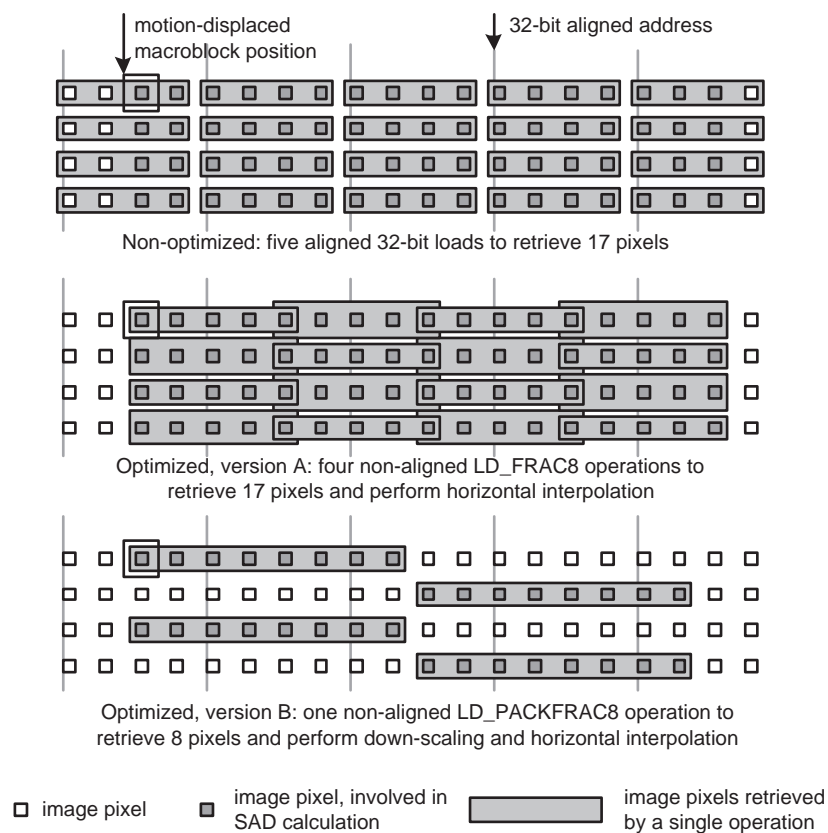 motion-displaced
macroblock position
32-bit aligned address
Non-optimized: five aligned 32-bit loads to retrieve 17 pixels
Optimized, version A: four non-aligned LD_FRAC8 operations to
retrieve 17 pixels and perform horizontal interpolation
Optimized, version B: one non-aligned LD_PACKFRAC8 operation to
retrieve 8 pixels and perform down-scaling and horizontal interpolation
image pixel
image pixel, involved in
SAD calculation
image pixels retrieved
by a single operation